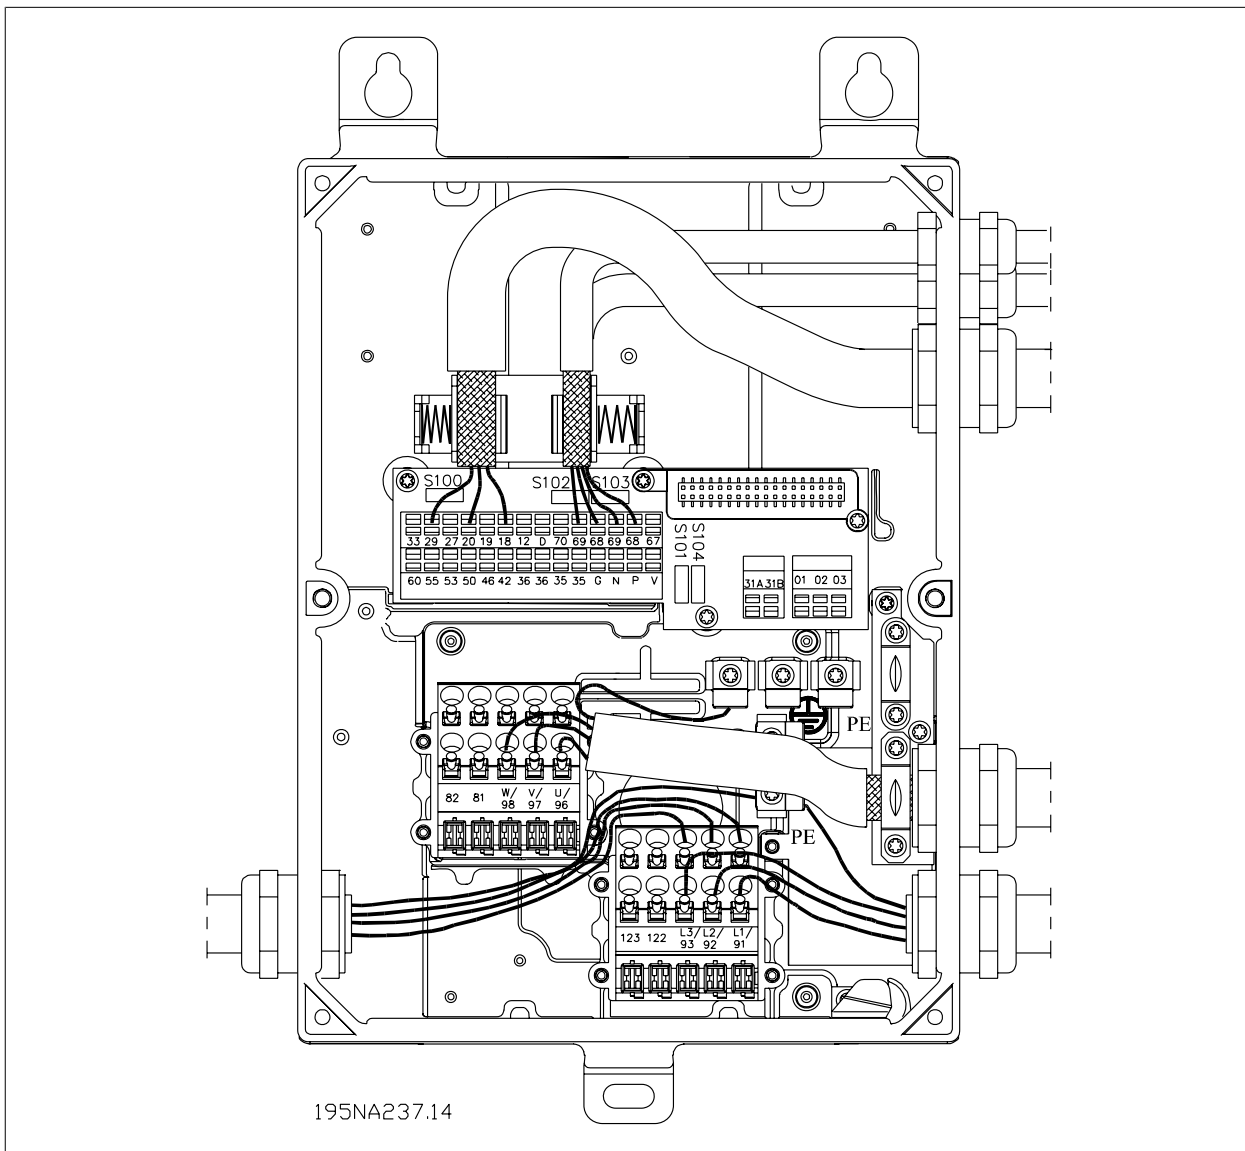 S100
S102
S103
33 29 27 20 19 18 12 D 70 69 68 69 68 67
60 55 53 50 46 42 36 36 35 35 G N P V
S101
S104
31A 31B
01 02 03
PE
82 81 W/98 V/97 U/96
PE
123 122 L3/93 L2/92 L1/91
195NA237.14